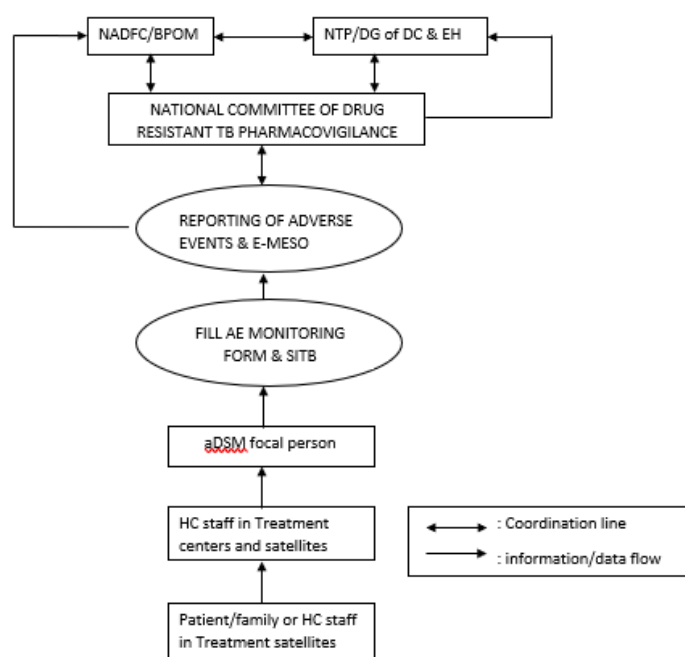 NADFC/BPOM
NTP/DG of DC & EH
NATIONAL COMMITTEE OF DRUG
RESISTANT TB PHARMACOVIGILANCE
REPORTING OF ADVERSE
EVENTS & E-MESO
FILL AE MONITORING
FORM & SITB
aDSM focal person
HC staff in Treatment
centers and satellites
: Coordination line
: information/data flow
Patient/family or HC staff
in Treatment satellites